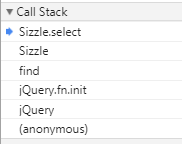 Call Stack
Sizzle.select
Sizzle
find
jQuery.fn.init
jQuery
(anonymous)